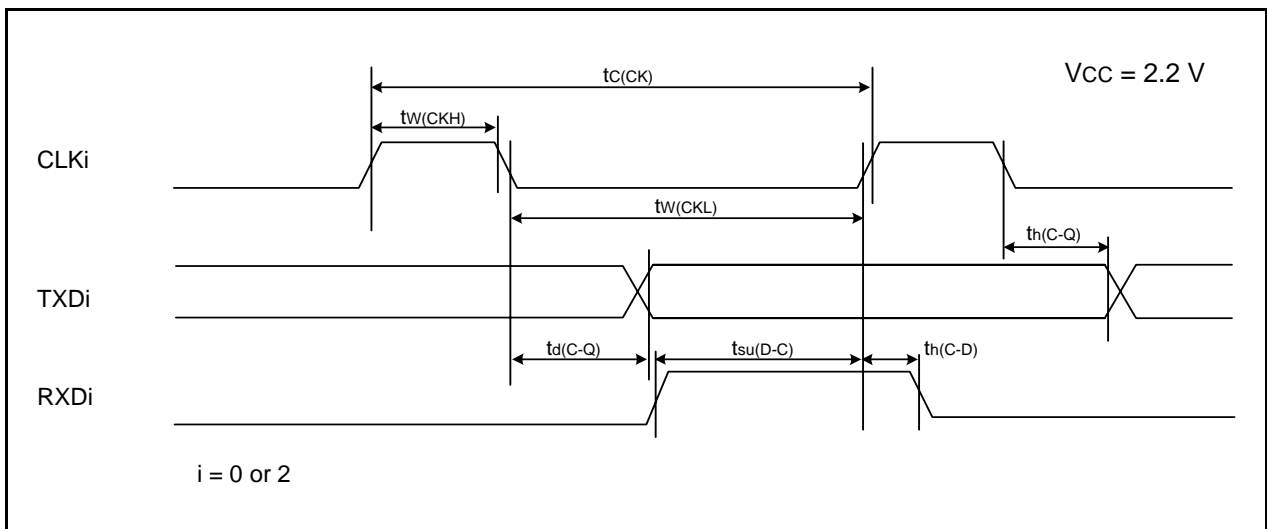 tC(CK)
VCC = 2.2 V
tW(CKH)
CLKi
tW(CKL)
th(C-Q)
TXDi
td(C-Q)
tsu(D-C)
th(C-D)
RXDi
i = 0 or 2